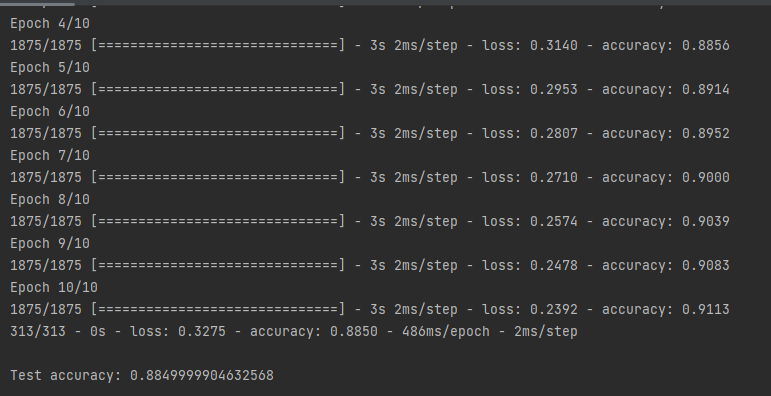 Epoch 4/10
1875/1875 [==============================] - 3s 2ms/step - loss: 0.3140 - accuracy: 0.8856
Epoch 5/10
1875/1875 [==============================] - 3s 2ms/step - loss: 0.2953 - accuracy: 0.8914
Epoch 6/10
1875/1875 [==============================] - 3s 2ms/step - loss: 0.2807 - accuracy: 0.8952
Epoch 7/10
1875/1875 [==============================] - 3s 2ms/step - loss: 0.2710 - accuracy: 0.9000
Epoch 8/10
1875/1875 [==============================] - 3s 2ms/step - loss: 0.2574 - accuracy: 0.9039
Epoch 9/10
1875/1875 [==============================] - 3s 2ms/step - loss: 0.2478 - accuracy: 0.9083
Epoch 10/10
1875/1875 [==============================] - 3s 2ms/step - loss: 0.2392 - accuracy: 0.9113
313/313 - 0s - loss: 0.3275 - accuracy: 0.8850 - 486ms/epoch - 2ms/step
Test accuracy: 0.8849999904632568